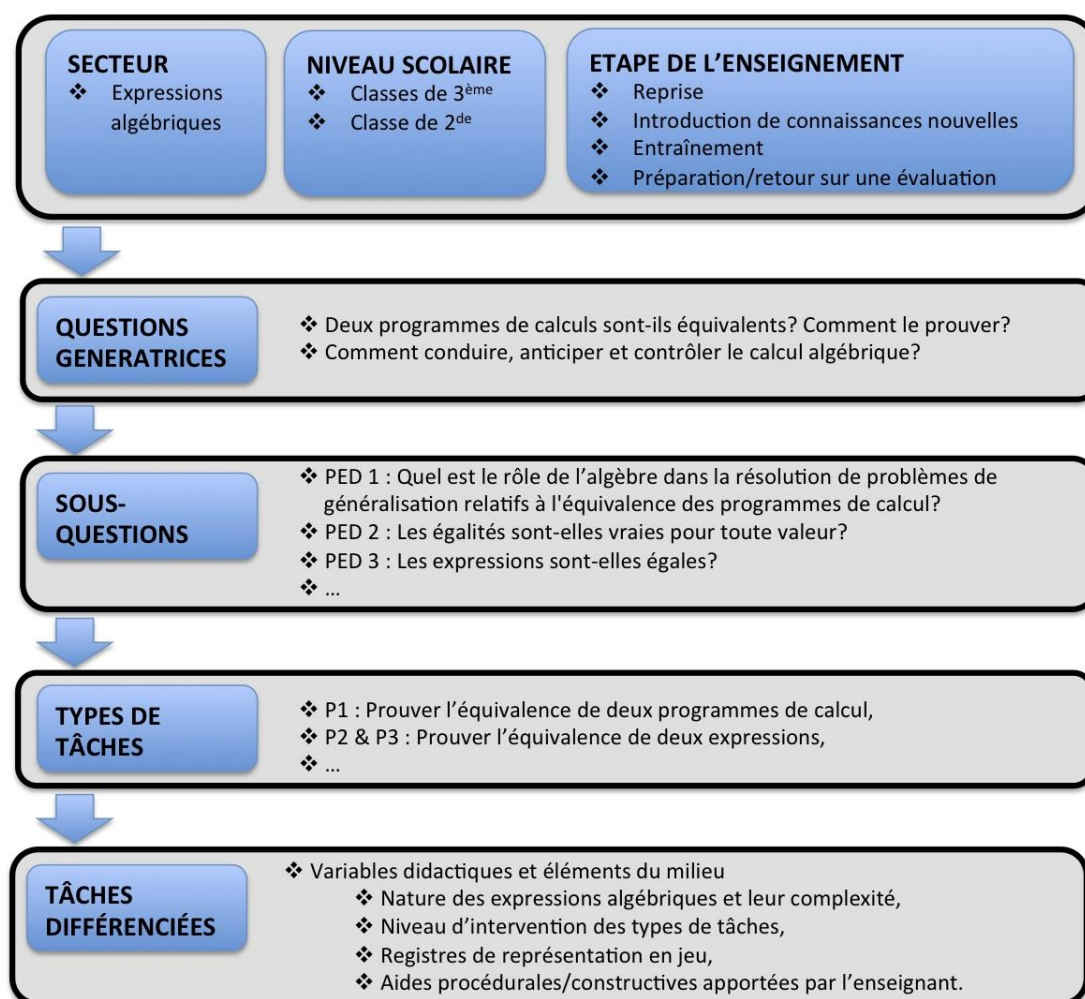 SECTEUR
❖ Expressions
algébriques
NIVEAU SCOLAIRE
❖ Classes de 3ème
❖ Classe de 2de
ETAPE DE L'ENSEIGNEMENT
❖ Reprise
❖ Introduction de connaissances nouvelles
❖ Entraînement
❖ Préparation/retour sur une évaluation
QUESTIONS
GENERATRICES
❖ Deux programmes de calculs sont-ils équivalents? Comment le prouver?
❖ Comment conduire, anticiper et contrôler le calcul algébrique?
SOUS-
QUESTIONS
❖ PED 1 : Quel est le rôle de l'algèbre dans la résolution de problèmes de
généralisation relatifs à l'équivalence des programmes de calcul?
❖ PED 2 : Les égalités sont-elles vraies pour toute valeur?
❖ PED 3 : Les expressions sont-elles égales?
❖ ...
TYPES DE
TÂCHES
❖ P1 : Prouver l'équivalence de deux programmes de calcul,
❖ P2 & P3 : Prouver l'équivalence de deux expressions,
❖ ...
TÂCHES
DIFFÉRENCIÉES
❖ Variables didactiques et éléments du milieu
❖ Nature des expressions algébriques et leur complexité,
❖ Niveau d'intervention des types de tâches,
❖ Registres de représentation en jeu,
❖ Aides procédurales/constructives apportées par l'enseignant.